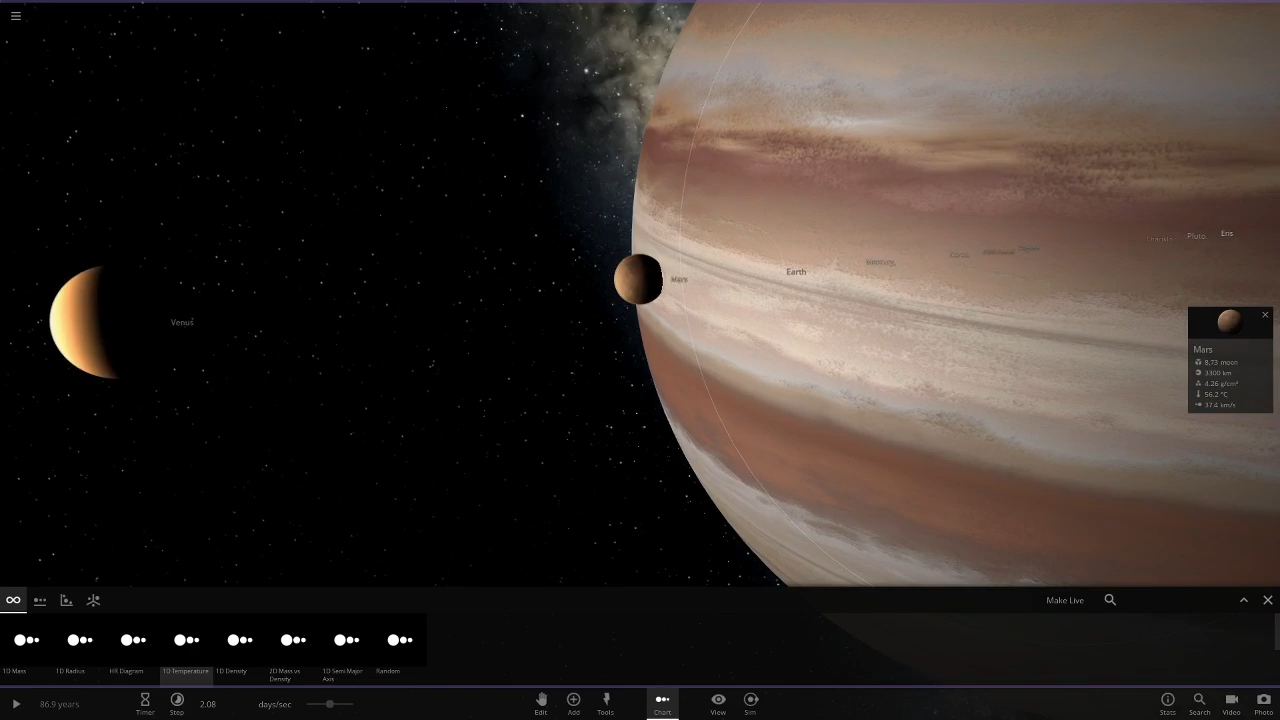 Venus
Mars
Earth
Mercury
Ceres
Pluto
Eris
Mars
8.73 moon
3300 km
4.26 g/cm³
56.2 °C
37.4 km/s
Make Live
1D Mass
1D Radius
HR Diagram
1D Temperature
1D Density
2D Mass vs
Density
1D Semi Major
Axis
Random
86.9 years
Timer
Step
2.08
days/sec
Edit
Add
Tools
Chart
View
Sim
Stats
Search
Video
Photo